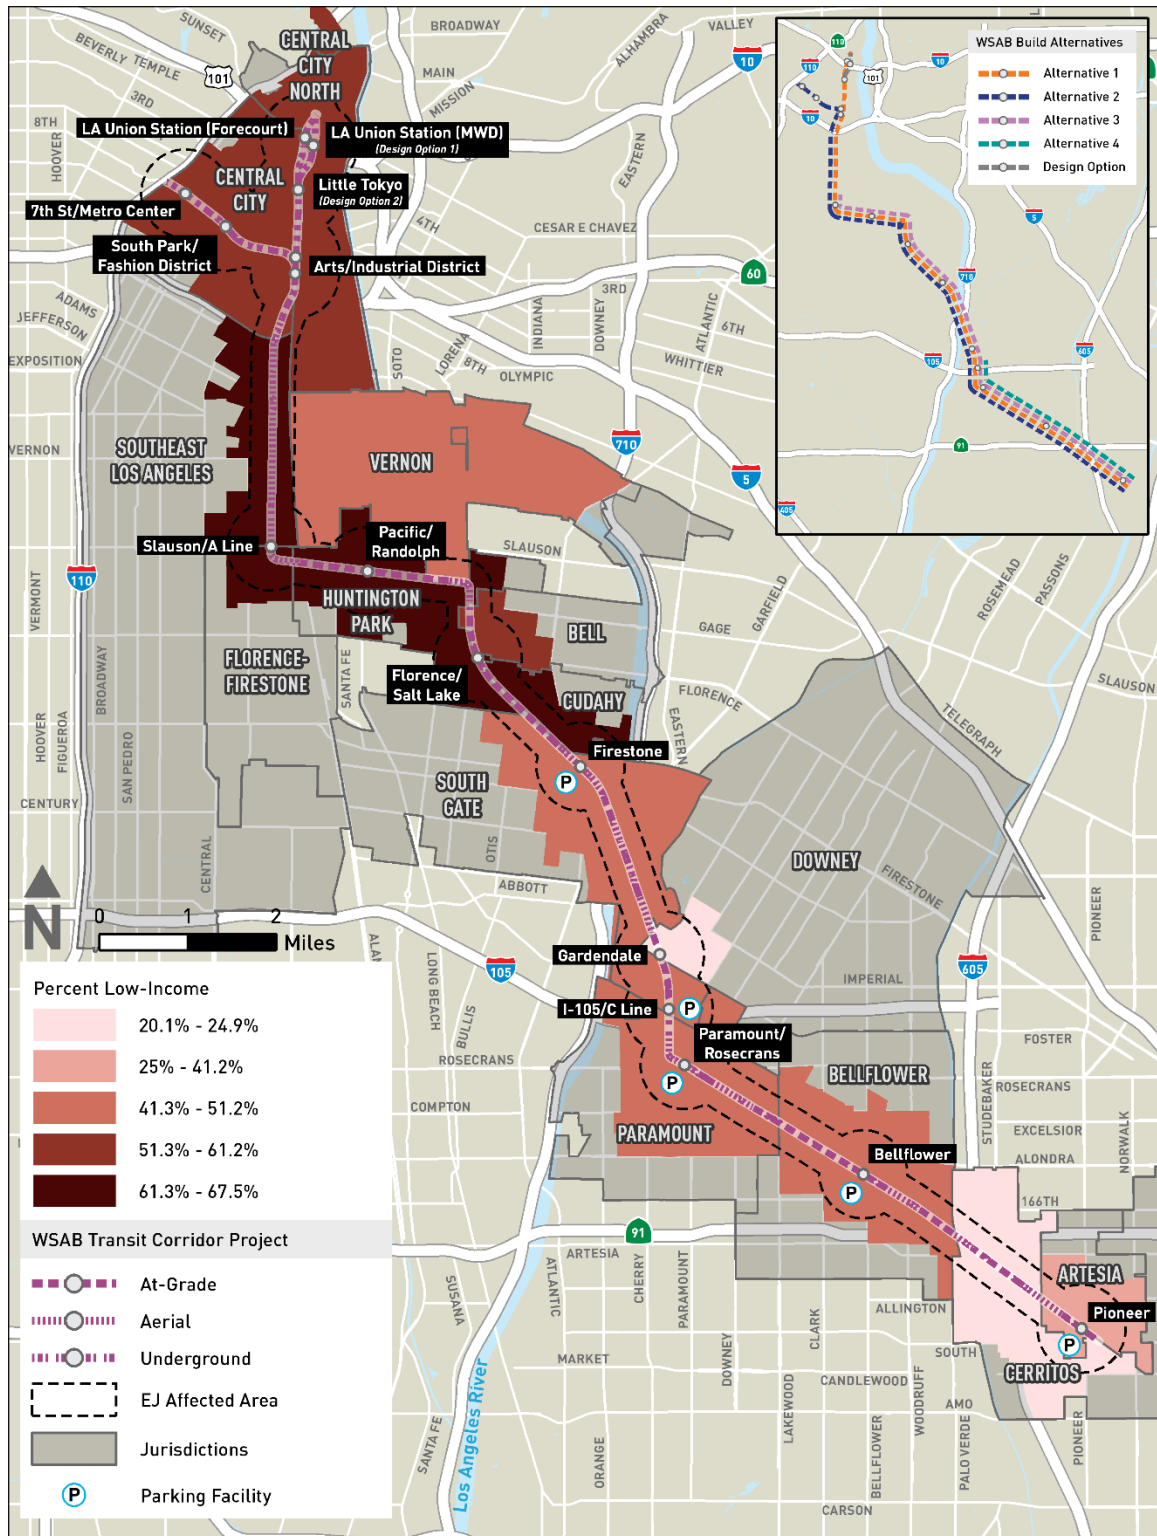 SUNSET
BROADWAY
VALLEY
BEVERLY
TEMPLE
101
CENTRAL
CITY
NORTH
MAIN
MISSION
ALHAMBRA
10
3RD
8TH
HOOVER
LA Union Station (Forecourt)
LA Union Station (MWD)
(Design Option 1)
CENTRAL
CITY
Little Tokyo
(Design Option 2)
EASTERN
7th St/Metro Center
4TH
CESAR E CHAVEZ
South Park/
Fashion District
Arts/Industrial District
60
ADAMS
JEFFERSON
EXPOSITION
3RD
INDIANA
DOWNEY
ATLANTIC
6TH
SOTO
LORENA
8TH
WHITTIER
OLYMPIC
VERNON
SOUTHEAST
LOS ANGELES
VERNON
710
5
Slauson/A Line
Pacific/
Randolph
SLAUSON
110
VERMONT
HUNTINGTON
PARK
BELL
GAGE
GARFIELD
ROSEMEAD
PASSONS
BROADWAY
FLORENCE-
FIRESTONE
SANTA FE
Florence/
Salt Lake
CUDAHY
FLORENCE
SLAUSON
EASTERN
TELEGRAPH
HOOVER
FIGUEROA
SAN PEDRO
Firestone
P
SOUTH
GATE
CENTURY
CENTRAL
OTIS
ABBOTT
DOWNEY
FIRESTONE
PIONEER
N
0 1 2
Miles
Gardendale
105
LONG BEACH
BULLIS
IMPERIAL
605
I-105/C Line
P
Paramount/
Rosecrans
P
ROSECRANS
FOSTER
BELLFLOWER
ROSECRANS
STUDEBAKER
COMPTON
PARAMOUNT
EXCELSIOR
NORWALK
Bellflower
ALONDRA
P
166TH
91
ARTESIA
ATLANTIC
CHERRY
PARAMOUNT
ARTESIA
SUSANA
ALLINGTON
Pioneer
P
MARKET
DOWNEY
CLARK
SOUTH
CERRITOS
CANDLEWOOD
LAKEWOOD
WOODRUFF
AMO
PALO VERDE
PIONEER
BELLFLOWER
SANTA FE
Los Angeles River
ORANGE
CARSON
WSAB Build Alternatives
Alternative 1
Alternative 2
Alternative 3
Alternative 4
Design Option
110
10
101
110
10
5
710
105
605
91
405
Percent Low-Income
20.1% - 24.9%
25% - 41.2%
41.3% - 51.2%
51.3% - 61.2%
61.3% - 67.5%
WSAB Transit Corridor Project
At-Grade
Aerial
Underground
EJ Affected Area
Jurisdictions
P Parking Facility